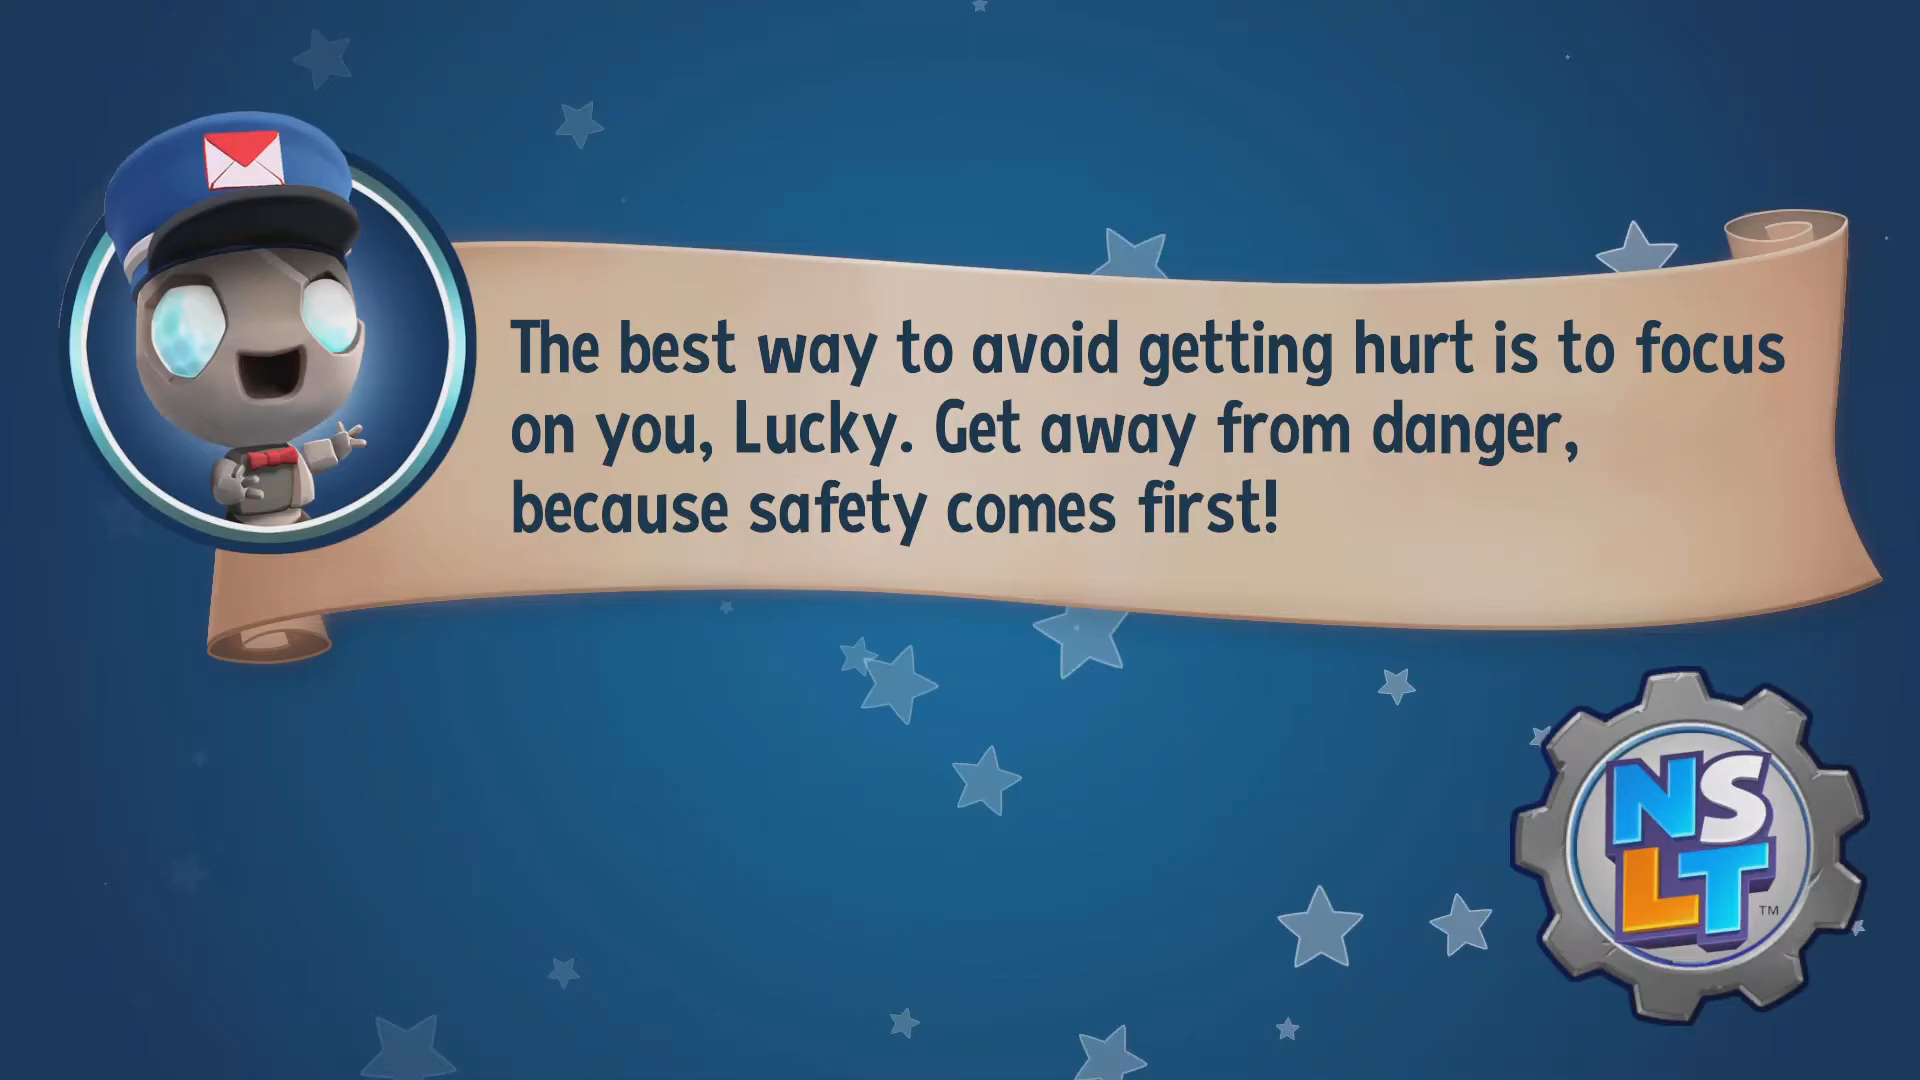 The best way to avoid getting hurt is to focus
on you, Lucky. Get away from danger,
because safety comes first!
NS
LT
TM